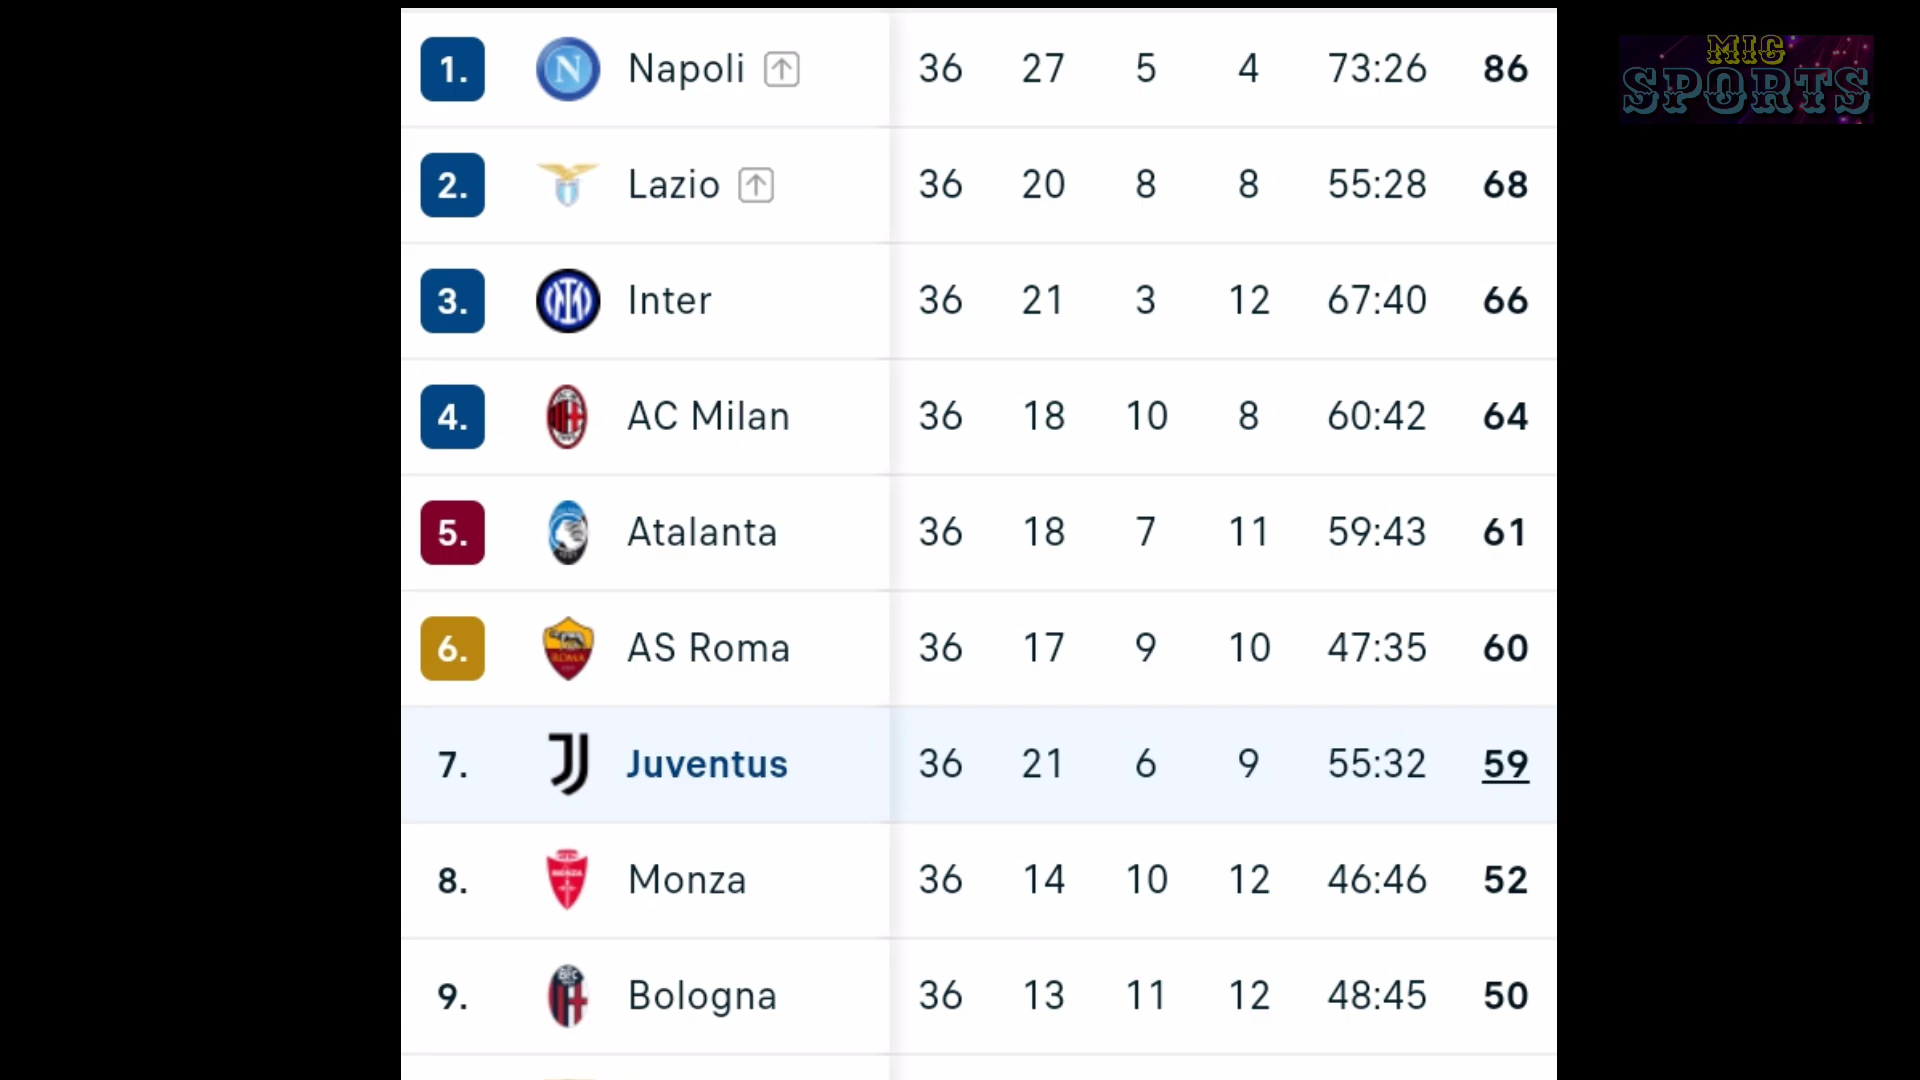 MIG
SPORTS
1. N Napoli 36 27 5 4 73:26 86
2. Lazio 36 20 8 8 55:28 68
3. Inter 36 21 3 12 67:40 66
4. AC Milan 36 18 10 8 60:42 64
5. Atalanta 36 18 7 11 59:43 61
6. ROMA AS Roma 36 17 9 10 47:35 60
7. Juventus 36 21 6 9 55:32 59
8. MONZA Monza 36 14 10 12 46:46 52
9. BFC Bologna 36 13 11 12 48:45 50